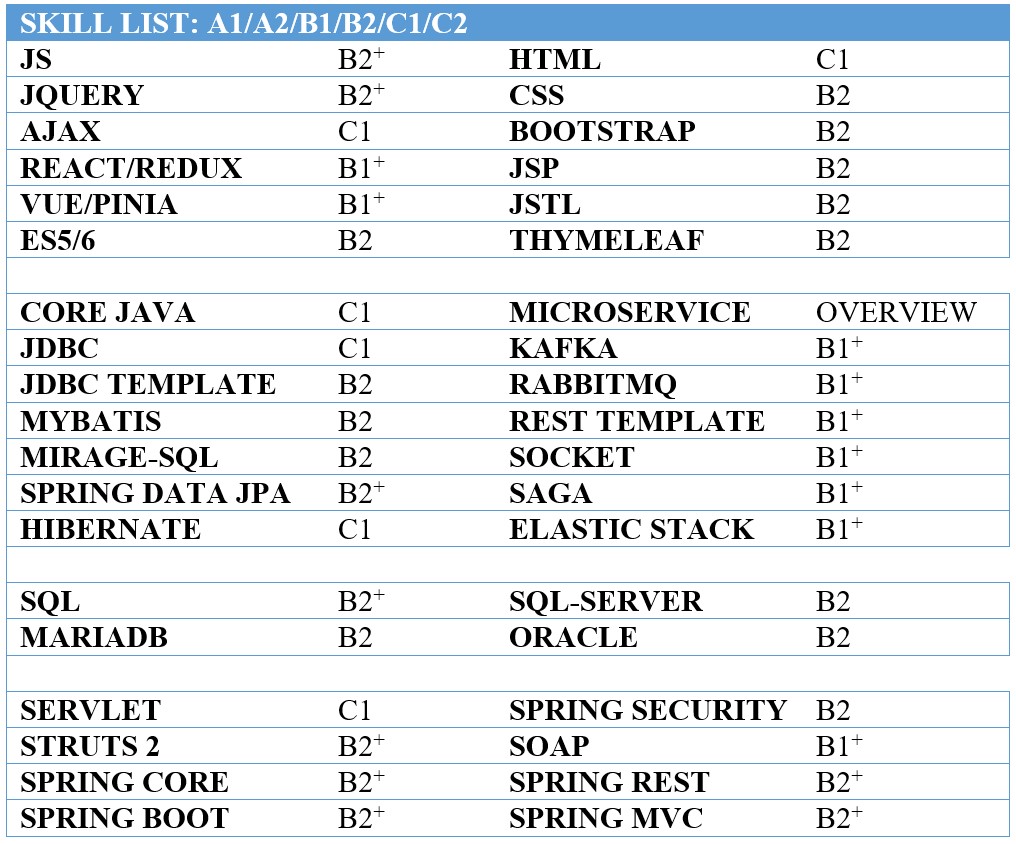 SKILL LIST: A1/A2/B1/B2/C1/C2
JS B2+ HTML C1
JQUERY B2+ CSS B2
AJAX C1 BOOTSTRAP B2
REACT/REDUX B1+ JSP B2
VUE/PINIA B1+ JSTL B2
ES5/6 B2 THYMELEAF B2
CORE JAVA C1 MICROSERVICE OVERVIEW
JDBC C1 KAFKA B1+
JDBC TEMPLATE B2 RABBITMQ B1+
MYBATIS B2 REST TEMPLATE B1+
MIRAGE-SQL B2 SOCKET B1+
SPRING DATA JPA B2+ SAGA B1+
HIBERNATE C1 ELASTIC STACK B1+
SQL B2+ SQL-SERVER B2
MARIADB B2 ORACLE B2
SERVLET C1 SPRING SECURITY B2
STRUTS 2 B2+ SOAP B1+
SPRING CORE B2+ SPRING REST B2+
SPRING BOOT B2+ SPRING MVC B2+